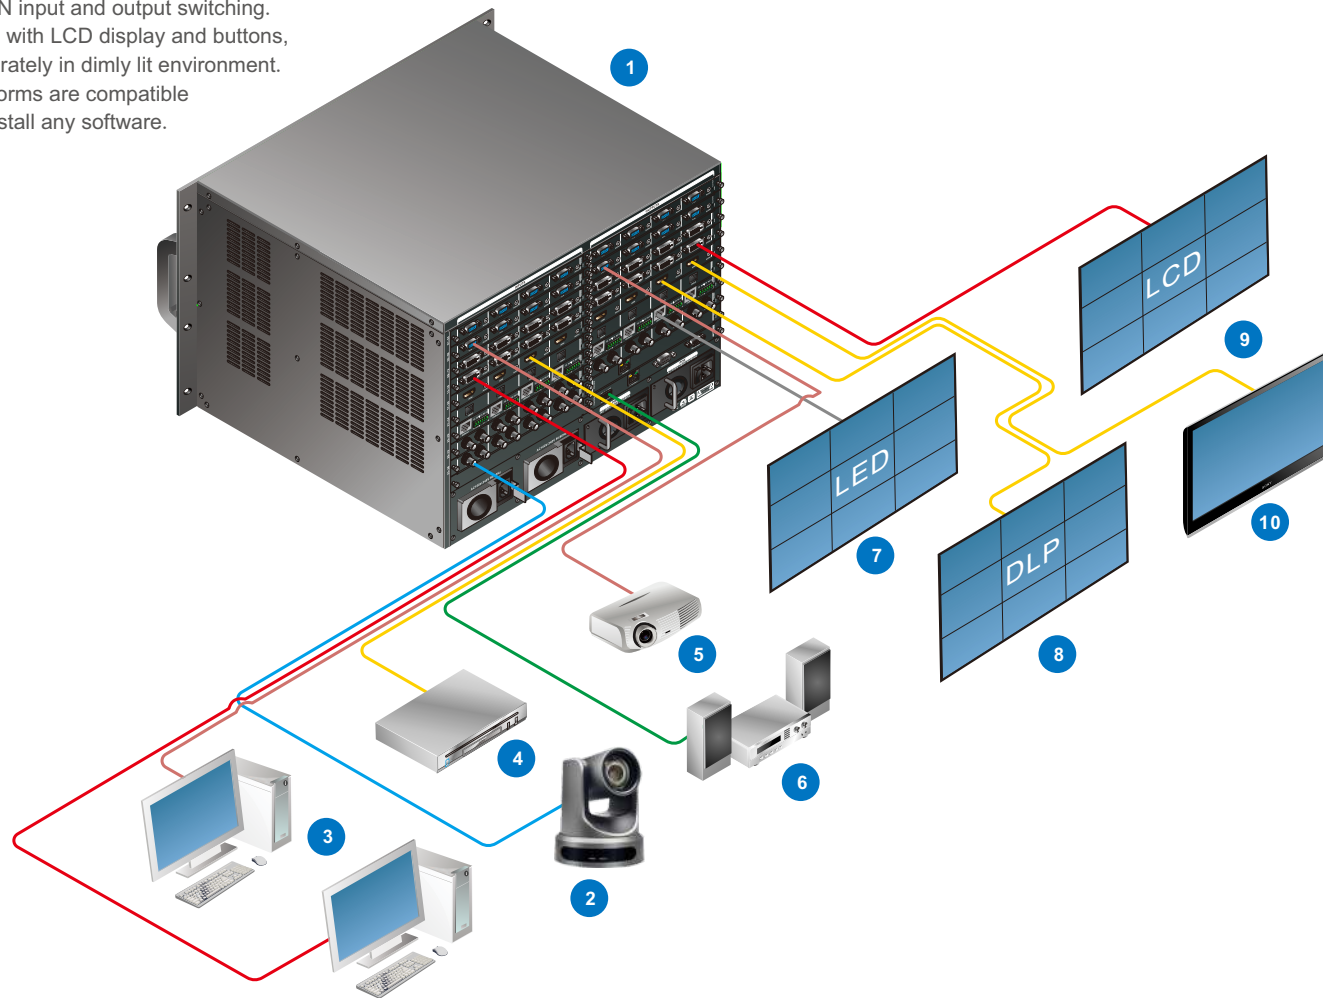 N input and output switching.
with LCD display and buttons,
rately in dimly lit environment.
orms are compatible
stall any software.
1
LCD
9
LED
10
7
DLP
5
8
4
6
3
2